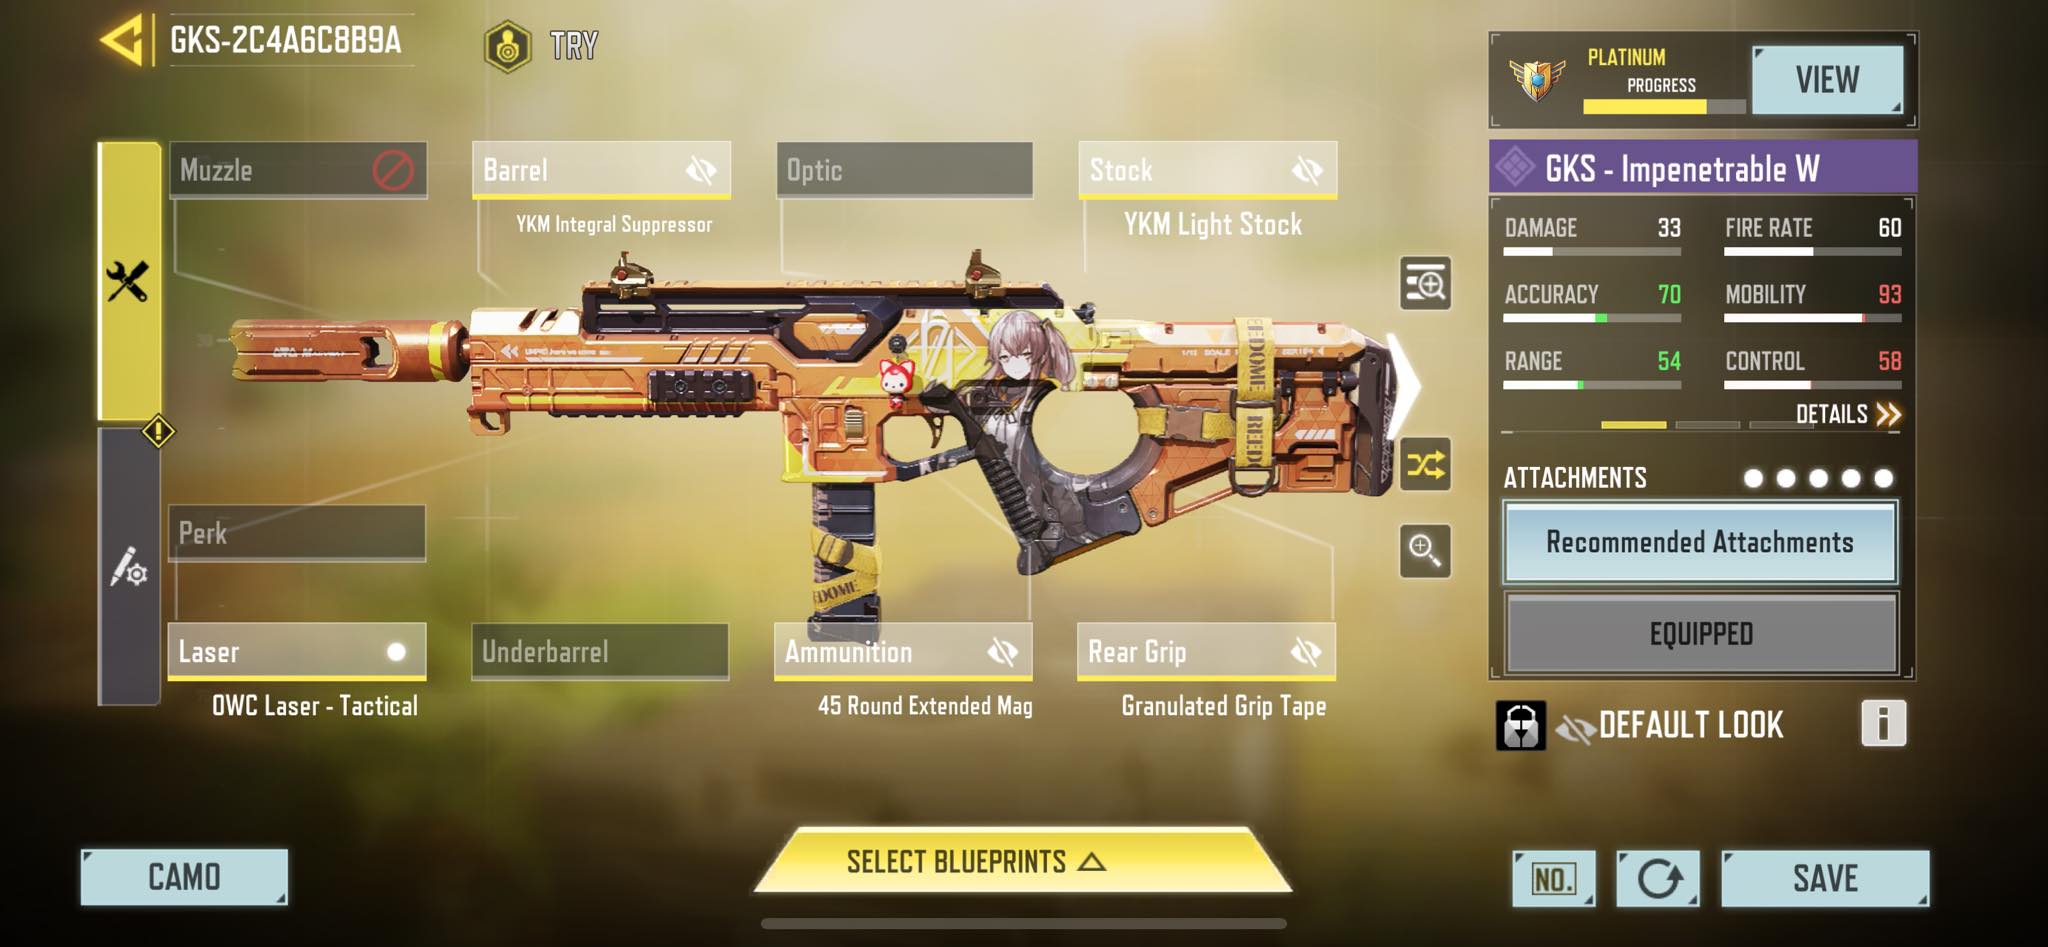 GKS-2C4A6C8B9A
TRY
PLATINUM
PROGRESS
VIEW
Muzzle
Barrel
YKM Integral Suppressor
Optic
Stock
YKM Light Stock
GKS - Impenetrable W
DAMAGE 33
FIRE RATE 60
ACCURACY 70
MOBILITY 93
RANGE 54
CONTROL 58
DETAILS
ATTACHMENTS
Recommended Attachments
EQUIPPED
Perk
Laser
OWC Laser - Tactical
Underbarrel
Ammunition
45 Round Extended Mag
Rear Grip
Granulated Grip Tape
DEFAULT LOOK
i
CAMO
SELECT BLUEPRINTS
NO.
SAVE